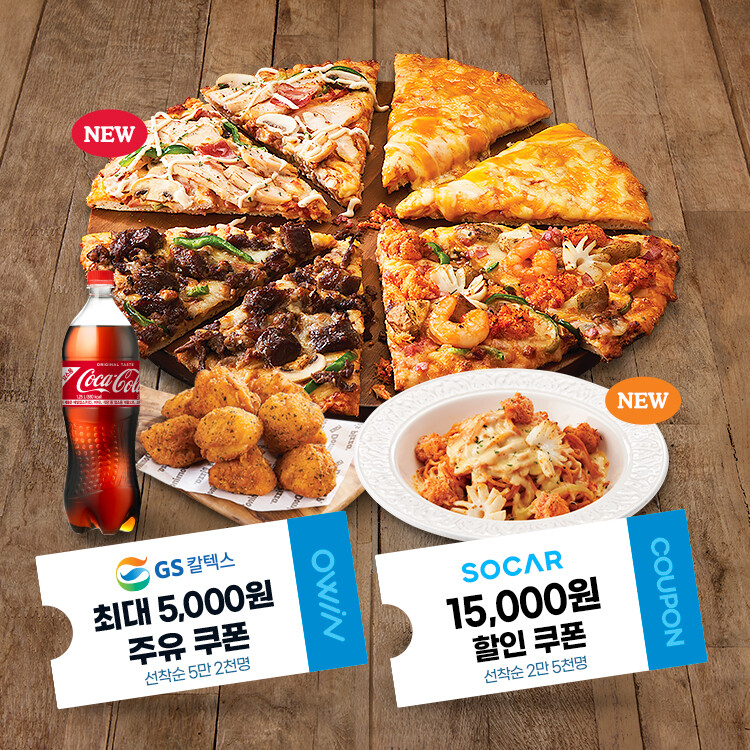 NEW
ORIGINAL TASTE
Coca-Cola
NEW
GS 칼텍스
최대 5,000원
주유 쿠폰
선착순 5만 2천명
OWiN
SOCAR
15,000원
할인 쿠폰
선착순 2만 5천명
COUPON